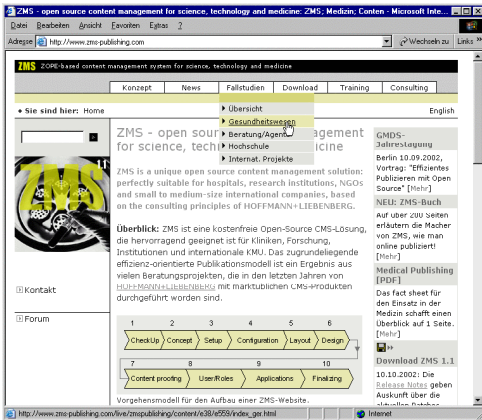 ZMS - open source content management for science, technology and medicine: ZMS; Medizin; Conten - Microsoft Inte...
Datei Bearbeiten Ansicht Favoriten Extras ?
Adresse http://www.zms-publishing.com Wechseln zu Links »
ZMS ZOPE-based content management system for science, technology and medicine
Konzept News Fallstudien Download Training Consulting
Sie sind hier: Home English
Übersicht
Gesundheitswesen
Beratung/Agen
Hochschule
Internat. Projekte
ZMS - open sour agement
for science, tech icine
ZMS is a unique open source content management solution:
perfectly suitable for hospitals, research institutions, NGOs
and small to medium-size international companies, based
on the consulting principles of HOFFMANN+LIEBENBERG.
Überblick: ZMS ist eine kostenfreie Open-Source CMS-Lösung,
die hervorragend geeignet ist für Kliniken, Forschung,
Institutionen und internationale KMU. Das zugrundeliegende
effizienz-orientierte Publikationsmodell ist ein Ergebnis aus
vielen Beratungsprojekten, die in den letzten Jahren von
HOFFMANN+LIEBENBERG mit marktüblichen CMS-Produkten
durchgeführt worden sind.
1 2 3 4 5 6
CheckUp Concept Setup Configuration Layout Design
7 8 9 10
Content proofing User/Roles Applications Finalizing
Vorgehensmodell für den Aufbau einer ZMS-Website.
ZMS
1.1
Kontakt
Forum
GMDS-
Jahrestagung
Berlin 10.09.2002,
Vortrag: "Effizientes
Publizieren mit Open
Source" [Mehr]
NEU: ZMS-Buch
Auf über 200 Seiten
erläutern die Macher
von ZMS, wie man
online publiziert!
[Mehr]
Medical Publishing
[PDF]
Das fact sheet für
den Einsatz in der
Medizin schafft einen
Überblick auf 1 Seite.
[Mehr]
Download ZMS 1.1
10.10.2002: Die
Release Notes geben
Auskunft über die
aktuellen Patches
http://www.zms-publishing.com/live/zmspublishing/content/e38/e559/index_ger.html Internet